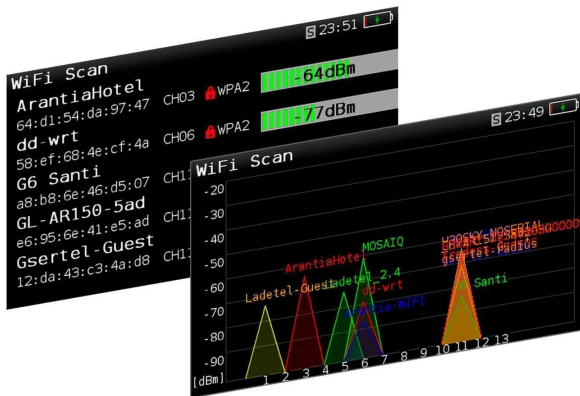 S 23:51
WiFi Scan
ArantiaHotel
64:d1:54:da:97:47 CH03 WPA2 -64dBm
dd-wrt
58:ef:68:4e:cf:4a CH06 WPA2 -77dBm
G6 Santi
a8:b8:6e:46:d5:07 CH11
GL-AR150-5ad
e6:95:6e:41:e5:ad CH11
Gsertel-Guest
12:da:43:c3:4a:d8 CH11
S 23:49
WiFi Scan
-20
-30
-40
-50
-60
-70
-80
-90
[dBm]
MOSAIQ
ArantiaHotel
Ladetel-Guest
Ladetel_2.4
dd-wrt
gsertel-radius
Santi
1 2 3 4 5 6 7 8 9 10 11 12 13